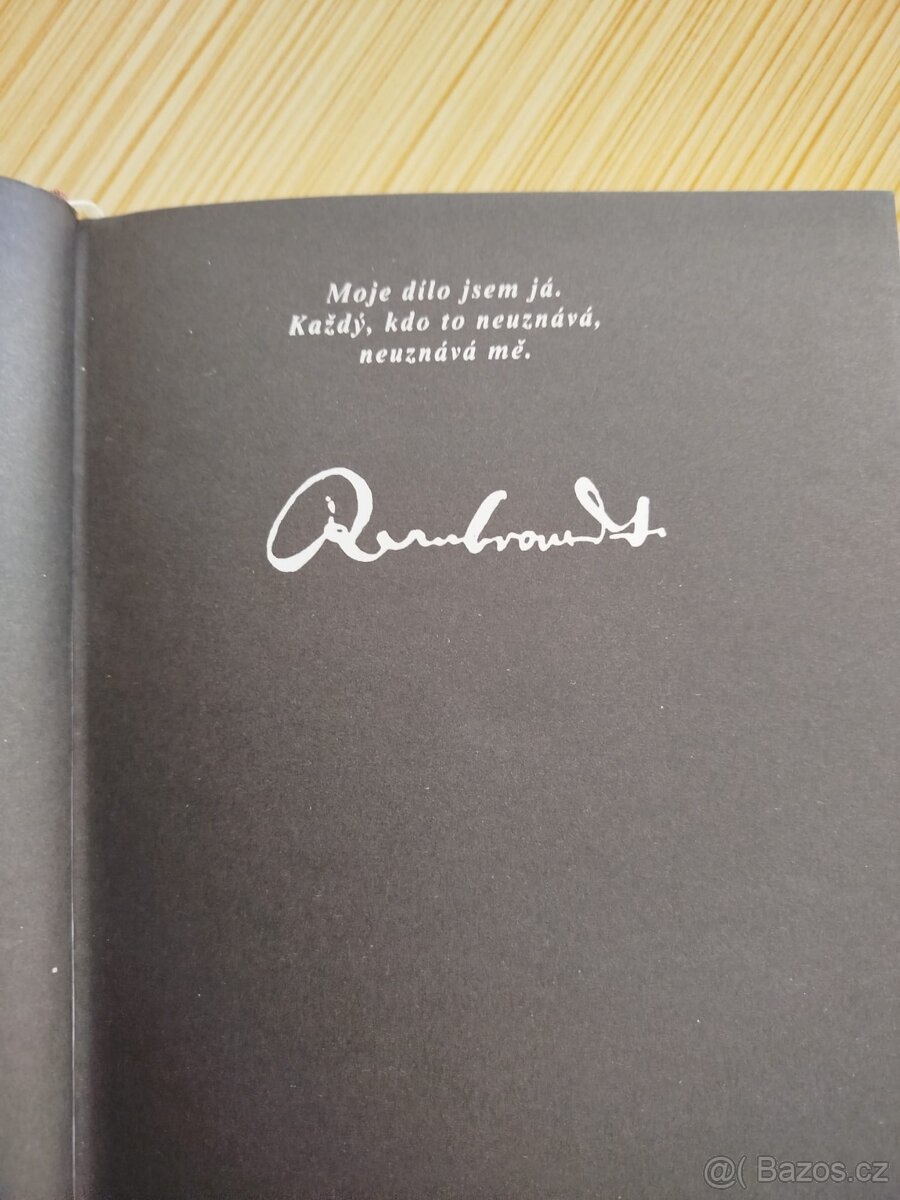 Moje dílo jsem já.
Každý, kdo to neuznává,
neuznává mě.
Rembrandt.
@( Bazos.cz